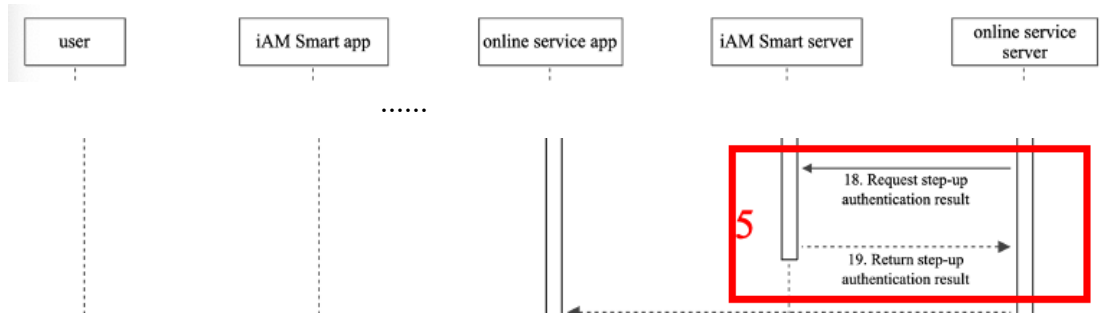 user
iAM Smart app
online service app
iAM Smart server
online service
server
......
18. Request step-up
authentication result
5
19. Return step-up
authentication result